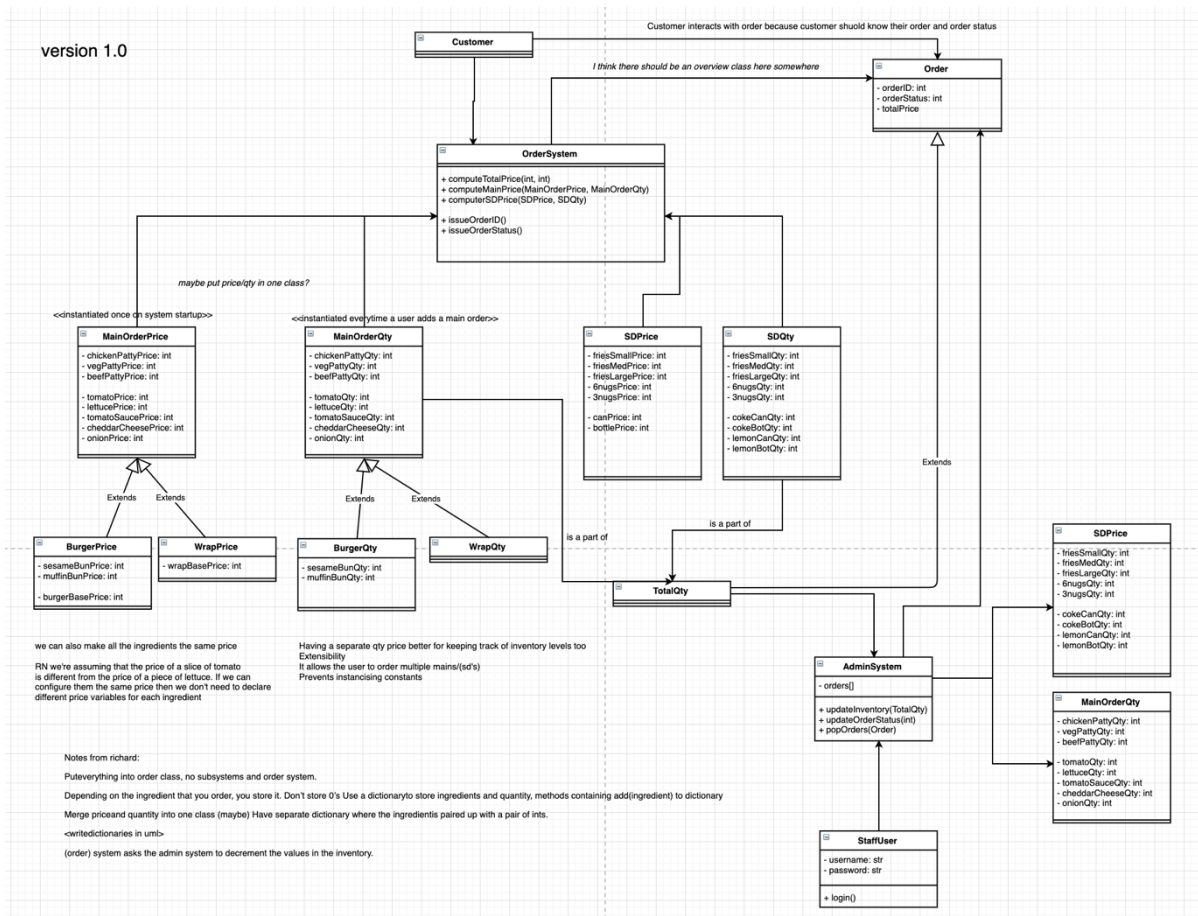 version 1.0
Customer interacts with order because customer shuold know their order and order status
Customer
I think there should be an overview class here somewhere
Order
- orderID: int
- orderStatus: int
- totalPrice
OrderSystem
+ computeTotalPrice(int, int)
+ computeMainPrice(MainOrderPrice, MainOrderQty)
+ computerSDPrice(SDPrice, SDQty)
+ issueOrderID()
+ issueOrderStatus()
maybe put price/qty in one class?
<<instantiated once on system startup>>
<<instantiated everytime a user adds a main order>>
MainOrderPrice
- chickenPattyPrice: int
- vegPattyPrice: int
- beefPattyPrice: int
- tomatoPrice: int
- lettucePrice: int
- tomatoSaucePrice: int
- cheddarCheesePrice: int
- onionPrice: int
MainOrderQty
- chickenPattyQty: int
- vegPattyQty: int
- beefPattyQty: int
- tomatoQty: int
- lettuceQty: int
- tomatoSauceQty: int
- cheddarCheeseQty: int
- onionQty: int
SDPrice
- friesSmallPrice: int
- friesMedPrice: int
- friesLargePrice: int
- 6nugsPrice: int
- 3nugsPrice: int
- canPrice: int
- bottlePrice: int
SDQty
- friesSmallQty: int
- friesMedQty: int
- friesLargeQty: int
- 6nugsQty: int
- 3nugsQty: int
- cokeCanQty: int
- cokeBotQty: int
- lemonCanQty: int
- lemonBotQty: int
Extends
Extends
Extends
Extends
Extends
is a part of
is a part of
BurgerPrice
- sesameBunPrice: int
- muffinBunPrice: int
- burgerBasePrice: int
WrapPrice
- wrapBasePrice: int
BurgerQty
- sesameBunQty: int
- muffinBunQty: int
WrapQty
TotalQty
SDPrice
- friesSmallQty: int
- friesMedQty: int
- friesLargeQty: int
- 6nugsQty: int
- 3nugsQty: int
- cokeCanQty: int
- cokeBotQty: int
- lemonCanQty: int
- lemonBotQty: int
we can also make all the ingredients the same price
RN we're assuming that the price of a slice of tomato
is different from the price of a piece of lettuce. If we can
configure them the same price then we don't need to declare
different price variables for each ingredient
Having a separate qty price better for keeping track of inventory levels too
Extensibility
It allows the user to order multiple mains/(sd's)
Prevents instancising constants
AdminSystem
- orders[]
+ updateInventory(TotalQty)
+ updateOrderStatus(int)
+ popOrders(Order)
MainOrderQty
- chickenPattyQty: int
- vegPattyQty: int
- beefPattyQty: int
- tomatoQty: int
- lettuceQty: int
- tomatoSauceQty: int
- cheddarCheeseQty: int
- onionQty: int
Notes from richard:
Puteverything into order class, no subsystems and order system.
Depending on the ingredient that you order, you store it. Don't store 0's Use a dictionaryto store ingredients and quantity, methods containing add(ingredient) to dictionary
Merge priceand quantity into one class (maybe) Have separate dictionary where the ingredientis paired up with a pair of ints.
<writedictionaries in uml>
(order) system asks the admin system to decrement the values in the inventory.
StaffUser
- username: str
- password: str
+ login()